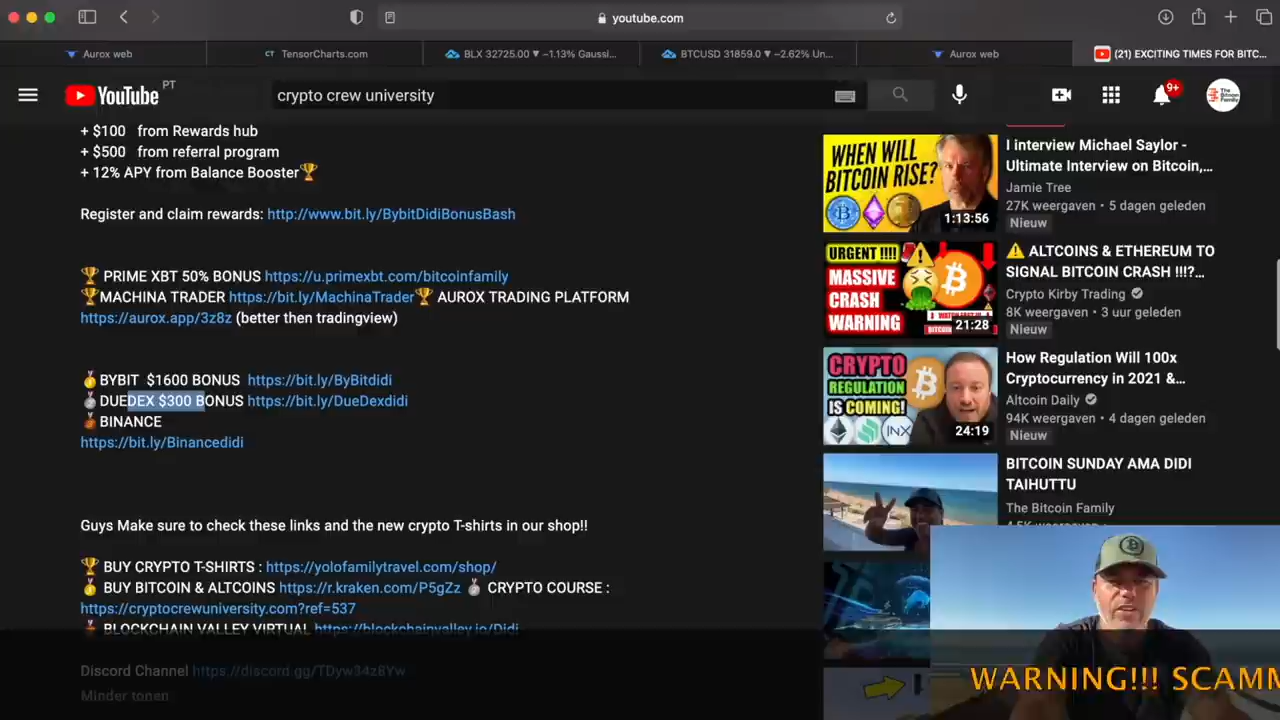 youtube.com
Aurox web
TensorCharts.com
BLX 32725.00 ▼ −1.13% Gaussi...
BTCUSD 31859.0 ▼ −2.62% Un...
Aurox web
(21) EXCITING TIMES FOR BITC...
YouTube PT
crypto crew university
9+
+ $100 from Rewards hub
+ $500 from referral program
+ 12% APY from Balance Booster🏆
Register and claim rewards: http://www.bit.ly/BybitDidiBonusBash
🏆 PRIME XBT 50% BONUS https://u.primexbt.com/bitcoinfamily
🏆MACHINA TRADER https://bit.ly/MachinaTrader🏆 AUROX TRADING PLATFORM
https://aurox.app/3z8z (better then tradingview)
🥇BYBIT $1600 BONUS https://bit.ly/ByBitdidi
🥈DUEDEX $300 BONUS https://bit.ly/DueDexdidi
🥉BINANCE
https://bit.ly/Binancedidi
Guys Make sure to check these links and the new crypto T-shirts in our shop!!
🏆 BUY CRYPTO T-SHIRTS : https://yolofamilytravel.com/shop/
🥇 BUY BITCOIN & ALTCOINS https://r.kraken.com/P5gZz 🥈 CRYPTO COURSE :
https://cryptocrewuniversity.com?ref=537
🥉 BLOCKCHAIN VALLEY VIRTUAL https://blockchainvalley.io/Didi
Discord Channel https://discord.gg/TDyw34z8Yw
Minder tonen
WHEN WILL
BITCOIN RISE?
1:13:56
I interview Michael Saylor -
Ultimate Interview on Bitcoin,...
Jamie Tree
27K weergaven • 5 dagen geleden
Nieuw
URGENT !!!!
MASSIVE
CRASH
WARNING
21:28
⚠️ ALTCOINS & ETHEREUM TO
SIGNAL BITCOIN CRASH !!!?...
Crypto Kirby Trading
8K weergaven • 3 uur geleden
Nieuw
CRYPTO
REGULATION
IS COMING!
INX
24:19
How Regulation Will 100x
Cryptocurrency in 2021 &...
Altcoin Daily
94K weergaven • 4 dagen geleden
Nieuw
BITCOIN SUNDAY AMA DIDI
TAIHUTTU
The Bitcoin Family
WARNING!!! SCAMM